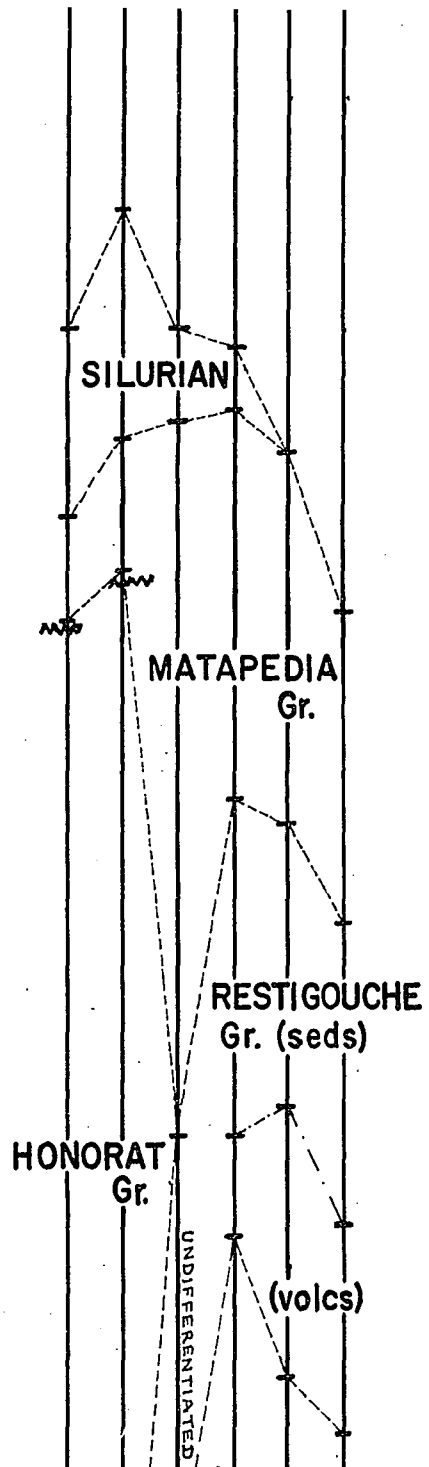 SILURIAN
MATAPEDIA
Gr.
RESTIGOUCHE
Gr. (seds)
HONORAT
Gr.
UNDIFFERENTIATED
(volcs)